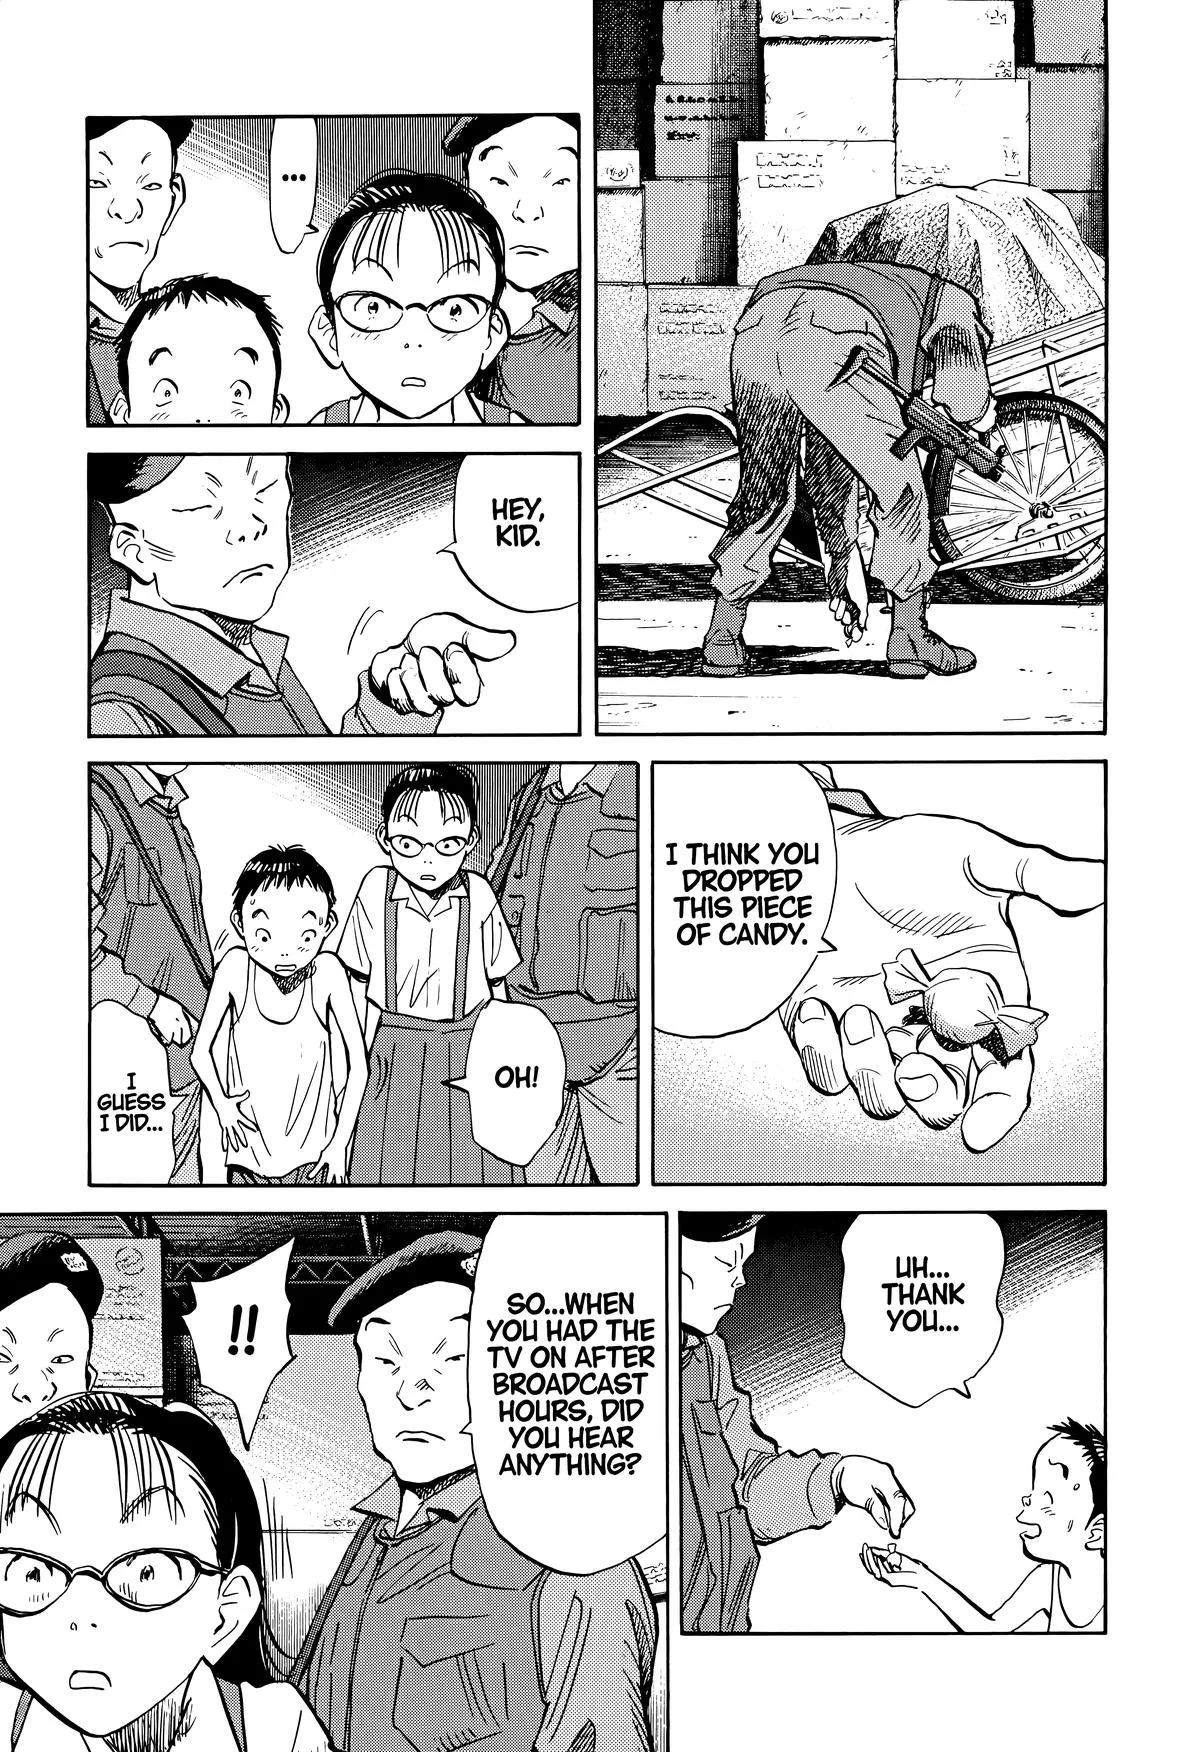 ...
HEY,
KID.
I THINK YOU
DROPPED
THIS PIECE
OF CANDY.
OH!
I
GUESS
I DID...
UH...
THANK
YOU...
SO...WHEN
YOU HAD THE
TV ON AFTER
BROADCAST
HOURS, DID
YOU HEAR
ANYTHING?
!!